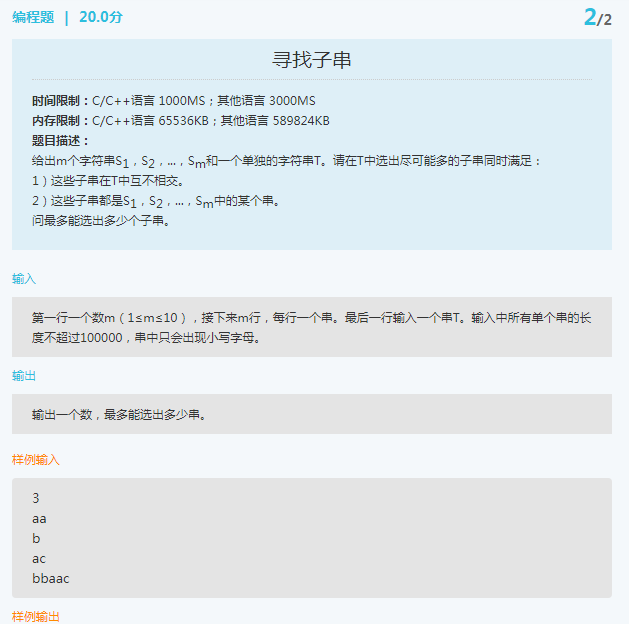 编程题 | 20.0分
2/2
寻找子串
时间限制：C/C++语言 1000MS；其他语言 3000MS
内存限制：C/C++语言 65536KB；其他语言 589824KB
题目描述：
给出m个字符串S1，S2，...，Sm和一个单独的字符串T。请在T中选出尽可能多的子串同时满足：
1）这些子串在T中互不相交。
2）这些子串都是S1，S2，...，Sm中的某个串。
问最多能选出多少个子串。
输入
第一行一个数m（1≤m≤10），接下来m行，每行一个串。最后一行输入一个串T。输入中所有单个串的长
度不超过100000，串中只会出现小写字母。
输出
输出一个数，最多能选出多少串。
样例输入
3
aa
b
ac
bbaac
样例输出